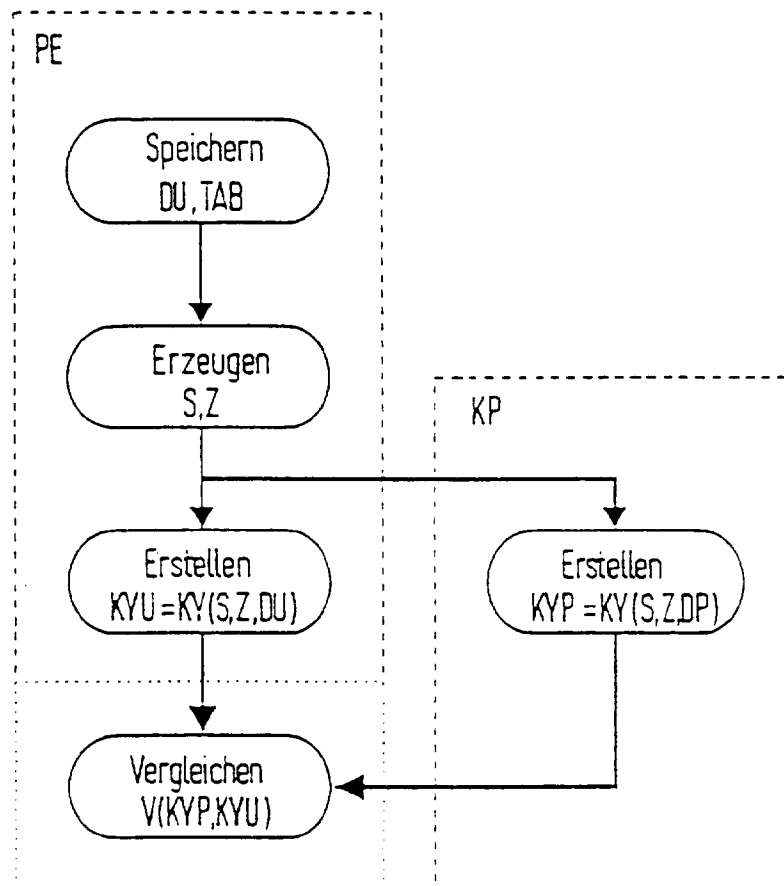 PE
Speichern
DU, TAB
Erzeugen
S,Z
KP
Erstellen
KYU=KY(S,Z,DU)
Erstellen
KYP=KY(S,Z,DP)
Vergleichen
V(KYP,KYU)